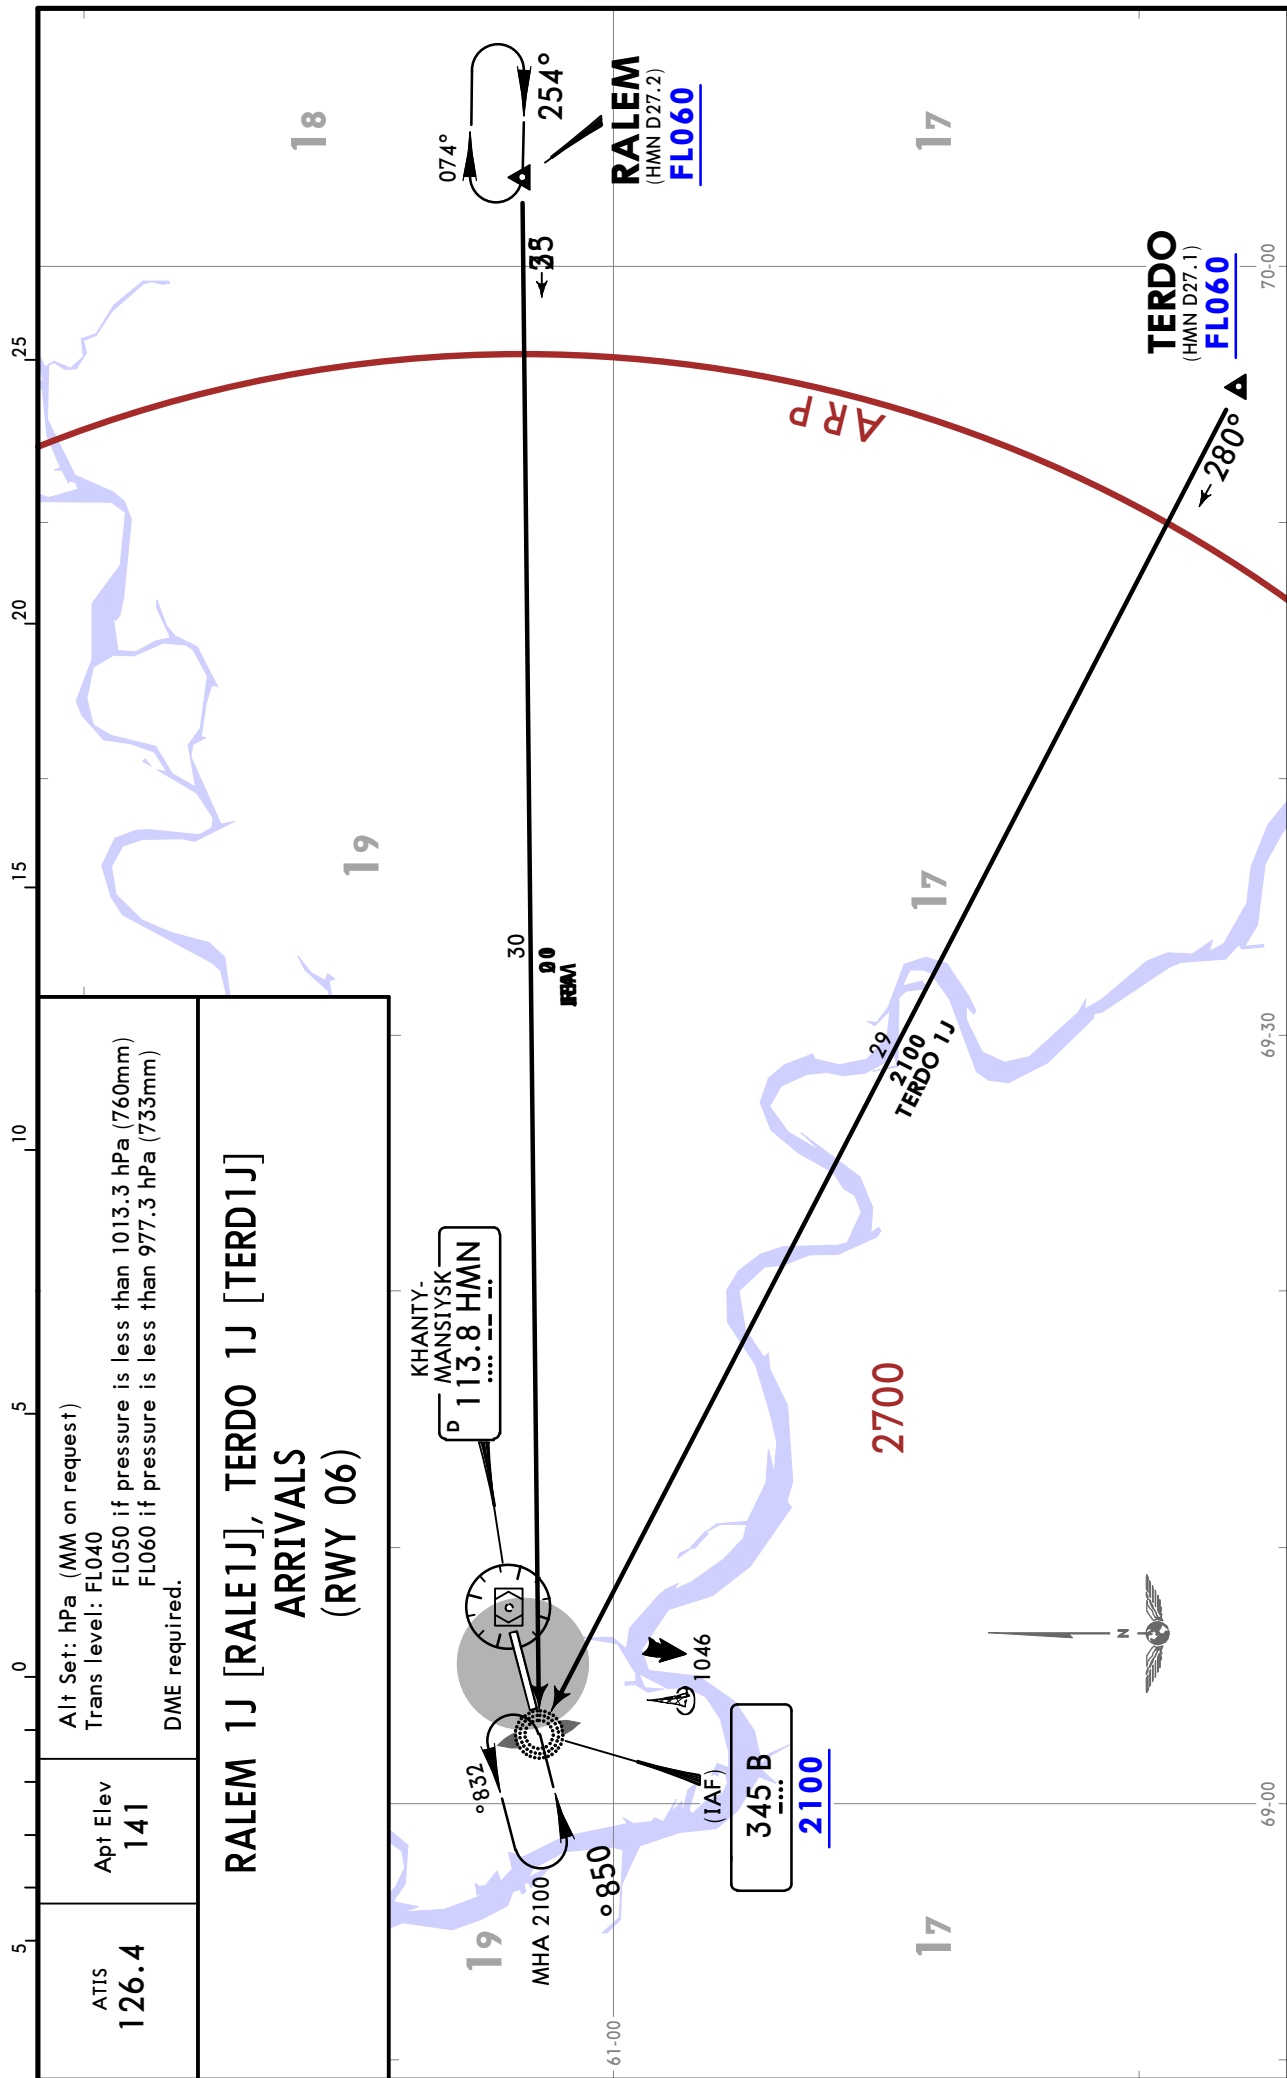 ATIS
126.4
Apt Elev
141
Alt Set: hPa (MM on request)
Trans level: FL040
FL050 if pressure is less than 1013.3 hPa (760mm)
FL060 if pressure is less than 977.3 hPa (733mm)
DME required.
RALEM 1J [RALE1J], TERDO 1J [TERD1J]
ARRIVALS
(RWY 06)
5
0
5
10
15
20
25
18
19
19
17
17
17
074°
254°
RALEM
(HMN D27.2)
FL060
30
KHANTY-
MANSIYSK
D
113.8 HMN
TERDO
(HMN D27.1)
FL060
280°
29
2100
TERDO 1J
ARP
2700
238°
058°
MHA 2100
(IAF)
345 B
2100
1046
N
61-00
69-00
69-30
70-00